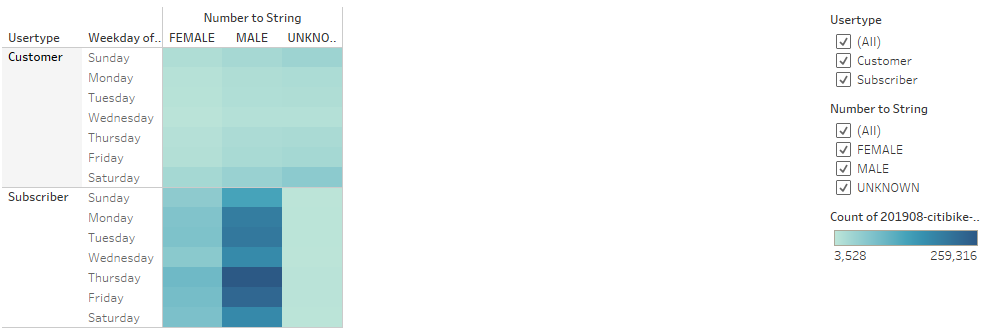 Number to String
Usertype Weekday of.. FEMALE MALE UNKNO..
Customer Sunday
Monday
Tuesday
Wednesday
Thursday
Friday
Saturday
Subscriber Sunday
Monday
Tuesday
Wednesday
Thursday
Friday
Saturday
Usertype
(All)
Customer
Subscriber
Number to String
(All)
FEMALE
MALE
UNKNOWN
Count of 201908-citibike-..
3,528 259,316